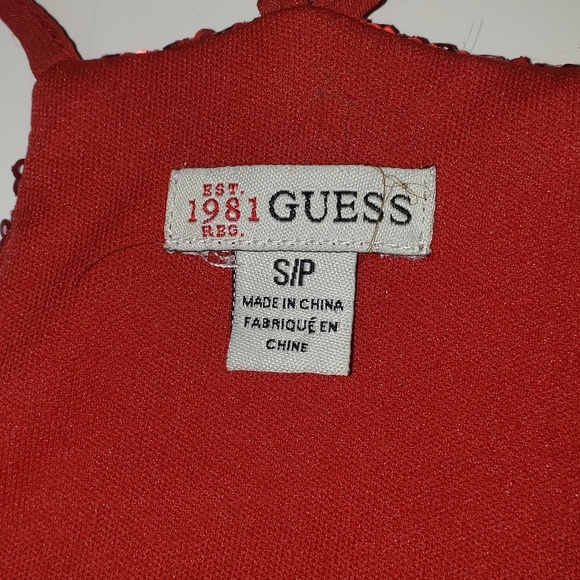 EST.
1981 GUESS
REG.
S/P
MADE IN CHINA
FABRIQUÉ EN
CHINE